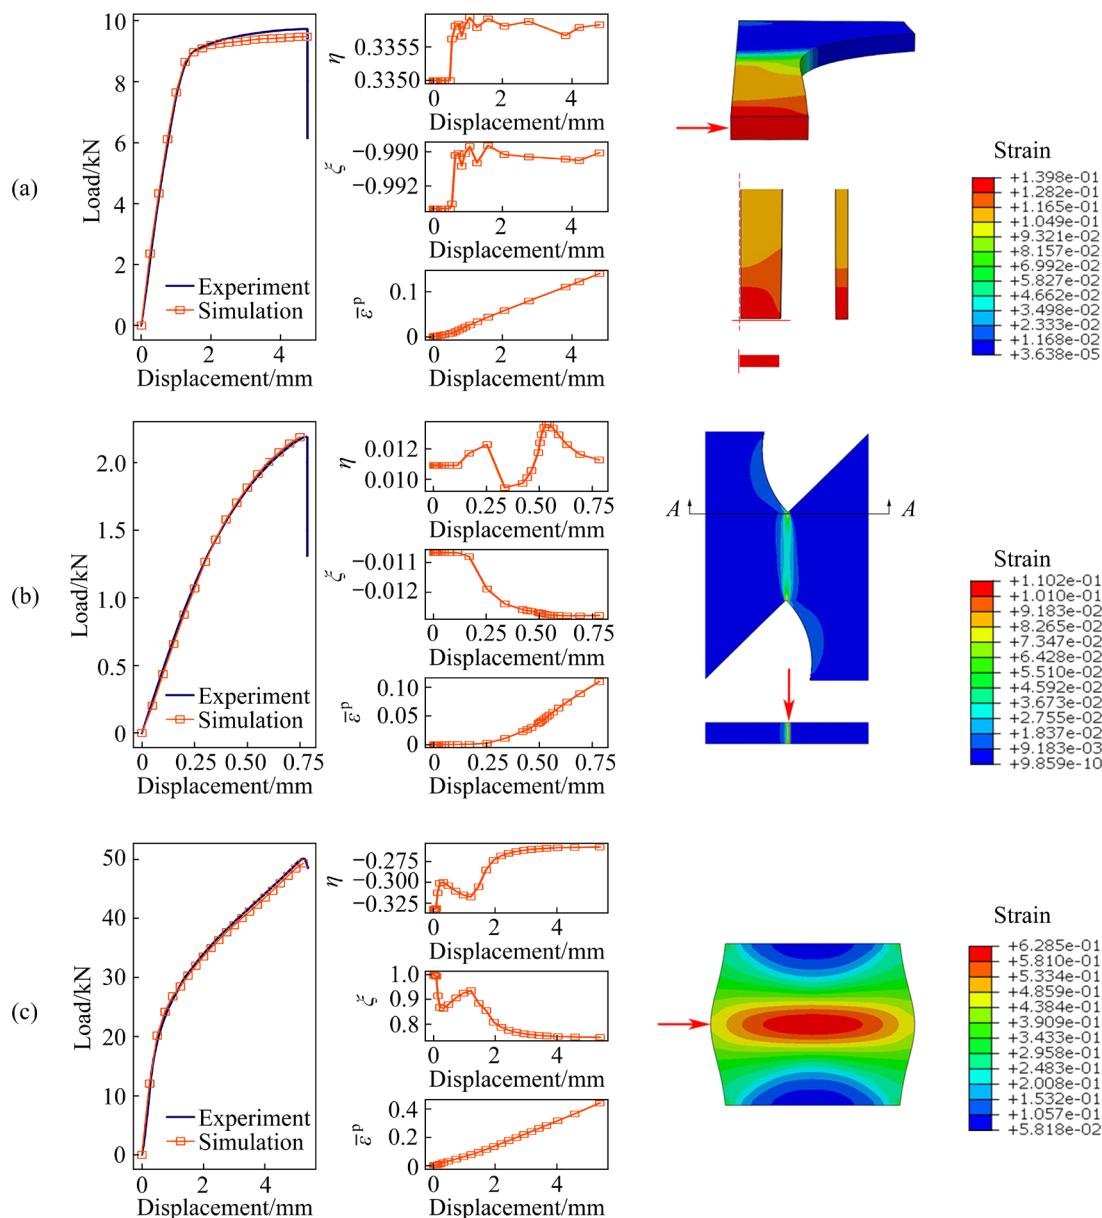 (a)
10
8
6
4
2
0
Load/kN
Experiment
Simulation
0
2
4
Displacement/mm
η
0.3355
0.3350
0
2
4
Displacement/mm
ξ
−0.990
−0.992
0
2
4
Displacement/mm
ε̅ᵖ
0.1
0
0
2
4
Displacement/mm
Strain
+1.398e-01
+1.282e-01
+1.165e-01
+1.049e-01
+9.321e-02
+8.157e-02
+6.992e-02
+5.827e-02
+4.662e-02
+3.498e-02
+2.333e-02
+1.168e-02
+3.638e-05
(b)
2.0
1.5
1.0
0.5
0
Load/kN
Experiment
Simulation
0
0.25
0.50
0.75
Displacement/mm
η
0.012
0.010
0
0.25
0.50
0.75
Displacement/mm
ξ
−0.011
−0.012
0
0.25
0.50
0.75
Displacement/mm
ε̅ᵖ
0.10
0.05
0
0
0.25
0.50
0.75
Displacement/mm
A
A
Strain
+1.102e-01
+1.010e-01
+9.183e-02
+8.265e-02
+7.347e-02
+6.428e-02
+5.510e-02
+4.592e-02
+3.673e-02
+2.755e-02
+1.837e-02
+9.183e-03
+9.859e-10
(c)
50
40
30
20
10
0
Load/kN
Experiment
Simulation
0
2
4
Displacement/mm
η
−0.275
−0.300
−0.325
0
2
4
Displacement/mm
ξ
1.0
0.9
0.8
0
2
4
Displacement/mm
ε̅ᵖ
0.4
0.2
0
0
2
4
Displacement/mm
Strain
+6.285e-01
+5.810e-01
+5.334e-01
+4.859e-01
+4.384e-01
+3.909e-01
+3.433e-01
+2.958e-01
+2.483e-01
+2.008e-01
+1.532e-01
+1.057e-01
+5.818e-02